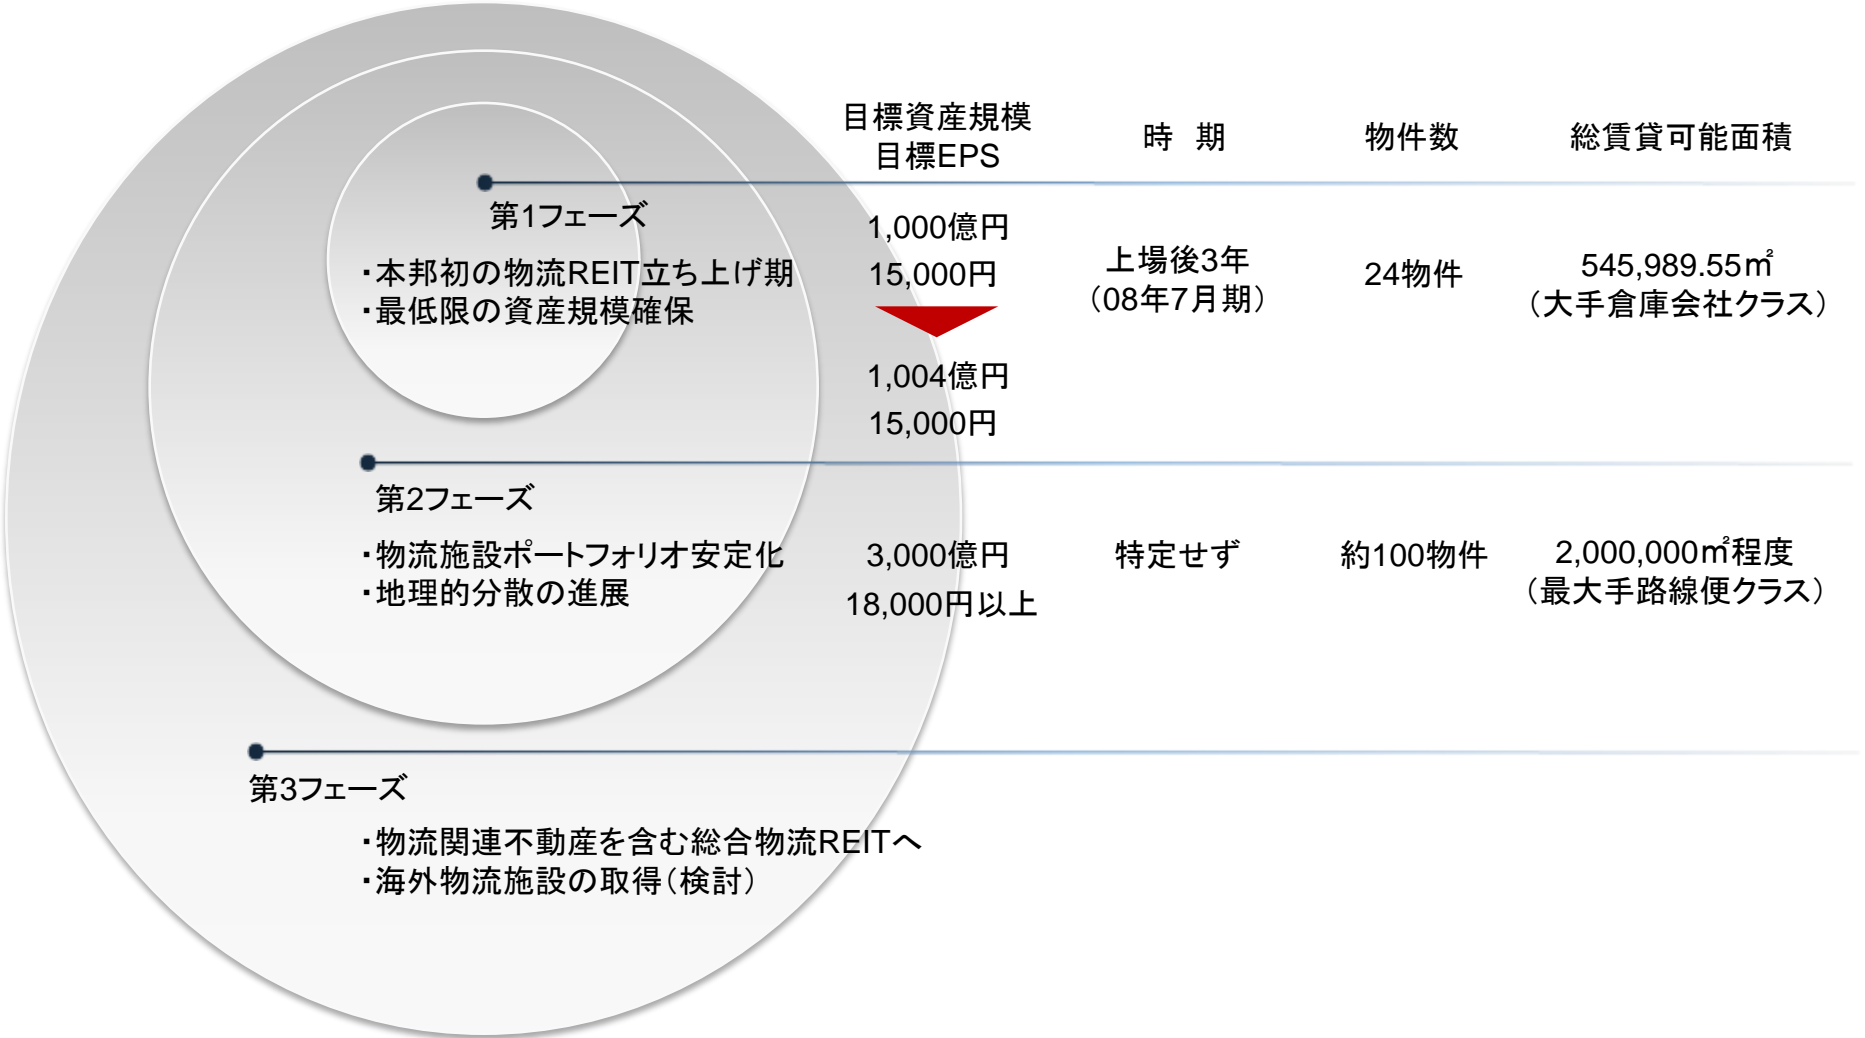 目標資産規模
目標EPS
時　期
物件数
総賃貸可能面積
第1フェーズ
・本邦初の物流REIT立ち上げ期
・最低限の資産規模確保
1,000億円
15,000円
1,004億円
15,000円
上場後3年
（08年7月期）
24物件
545,989.55㎡
（大手倉庫会社クラス）
第2フェーズ
・物流施設ポートフォリオ安定化
・地理的分散の進展
3,000億円
18,000円以上
特定せず
約100物件
2,000,000㎡程度
（最大手路線便クラス）
第3フェーズ
・物流関連不動産を含む総合物流REITへ
・海外物流施設の取得（検討）